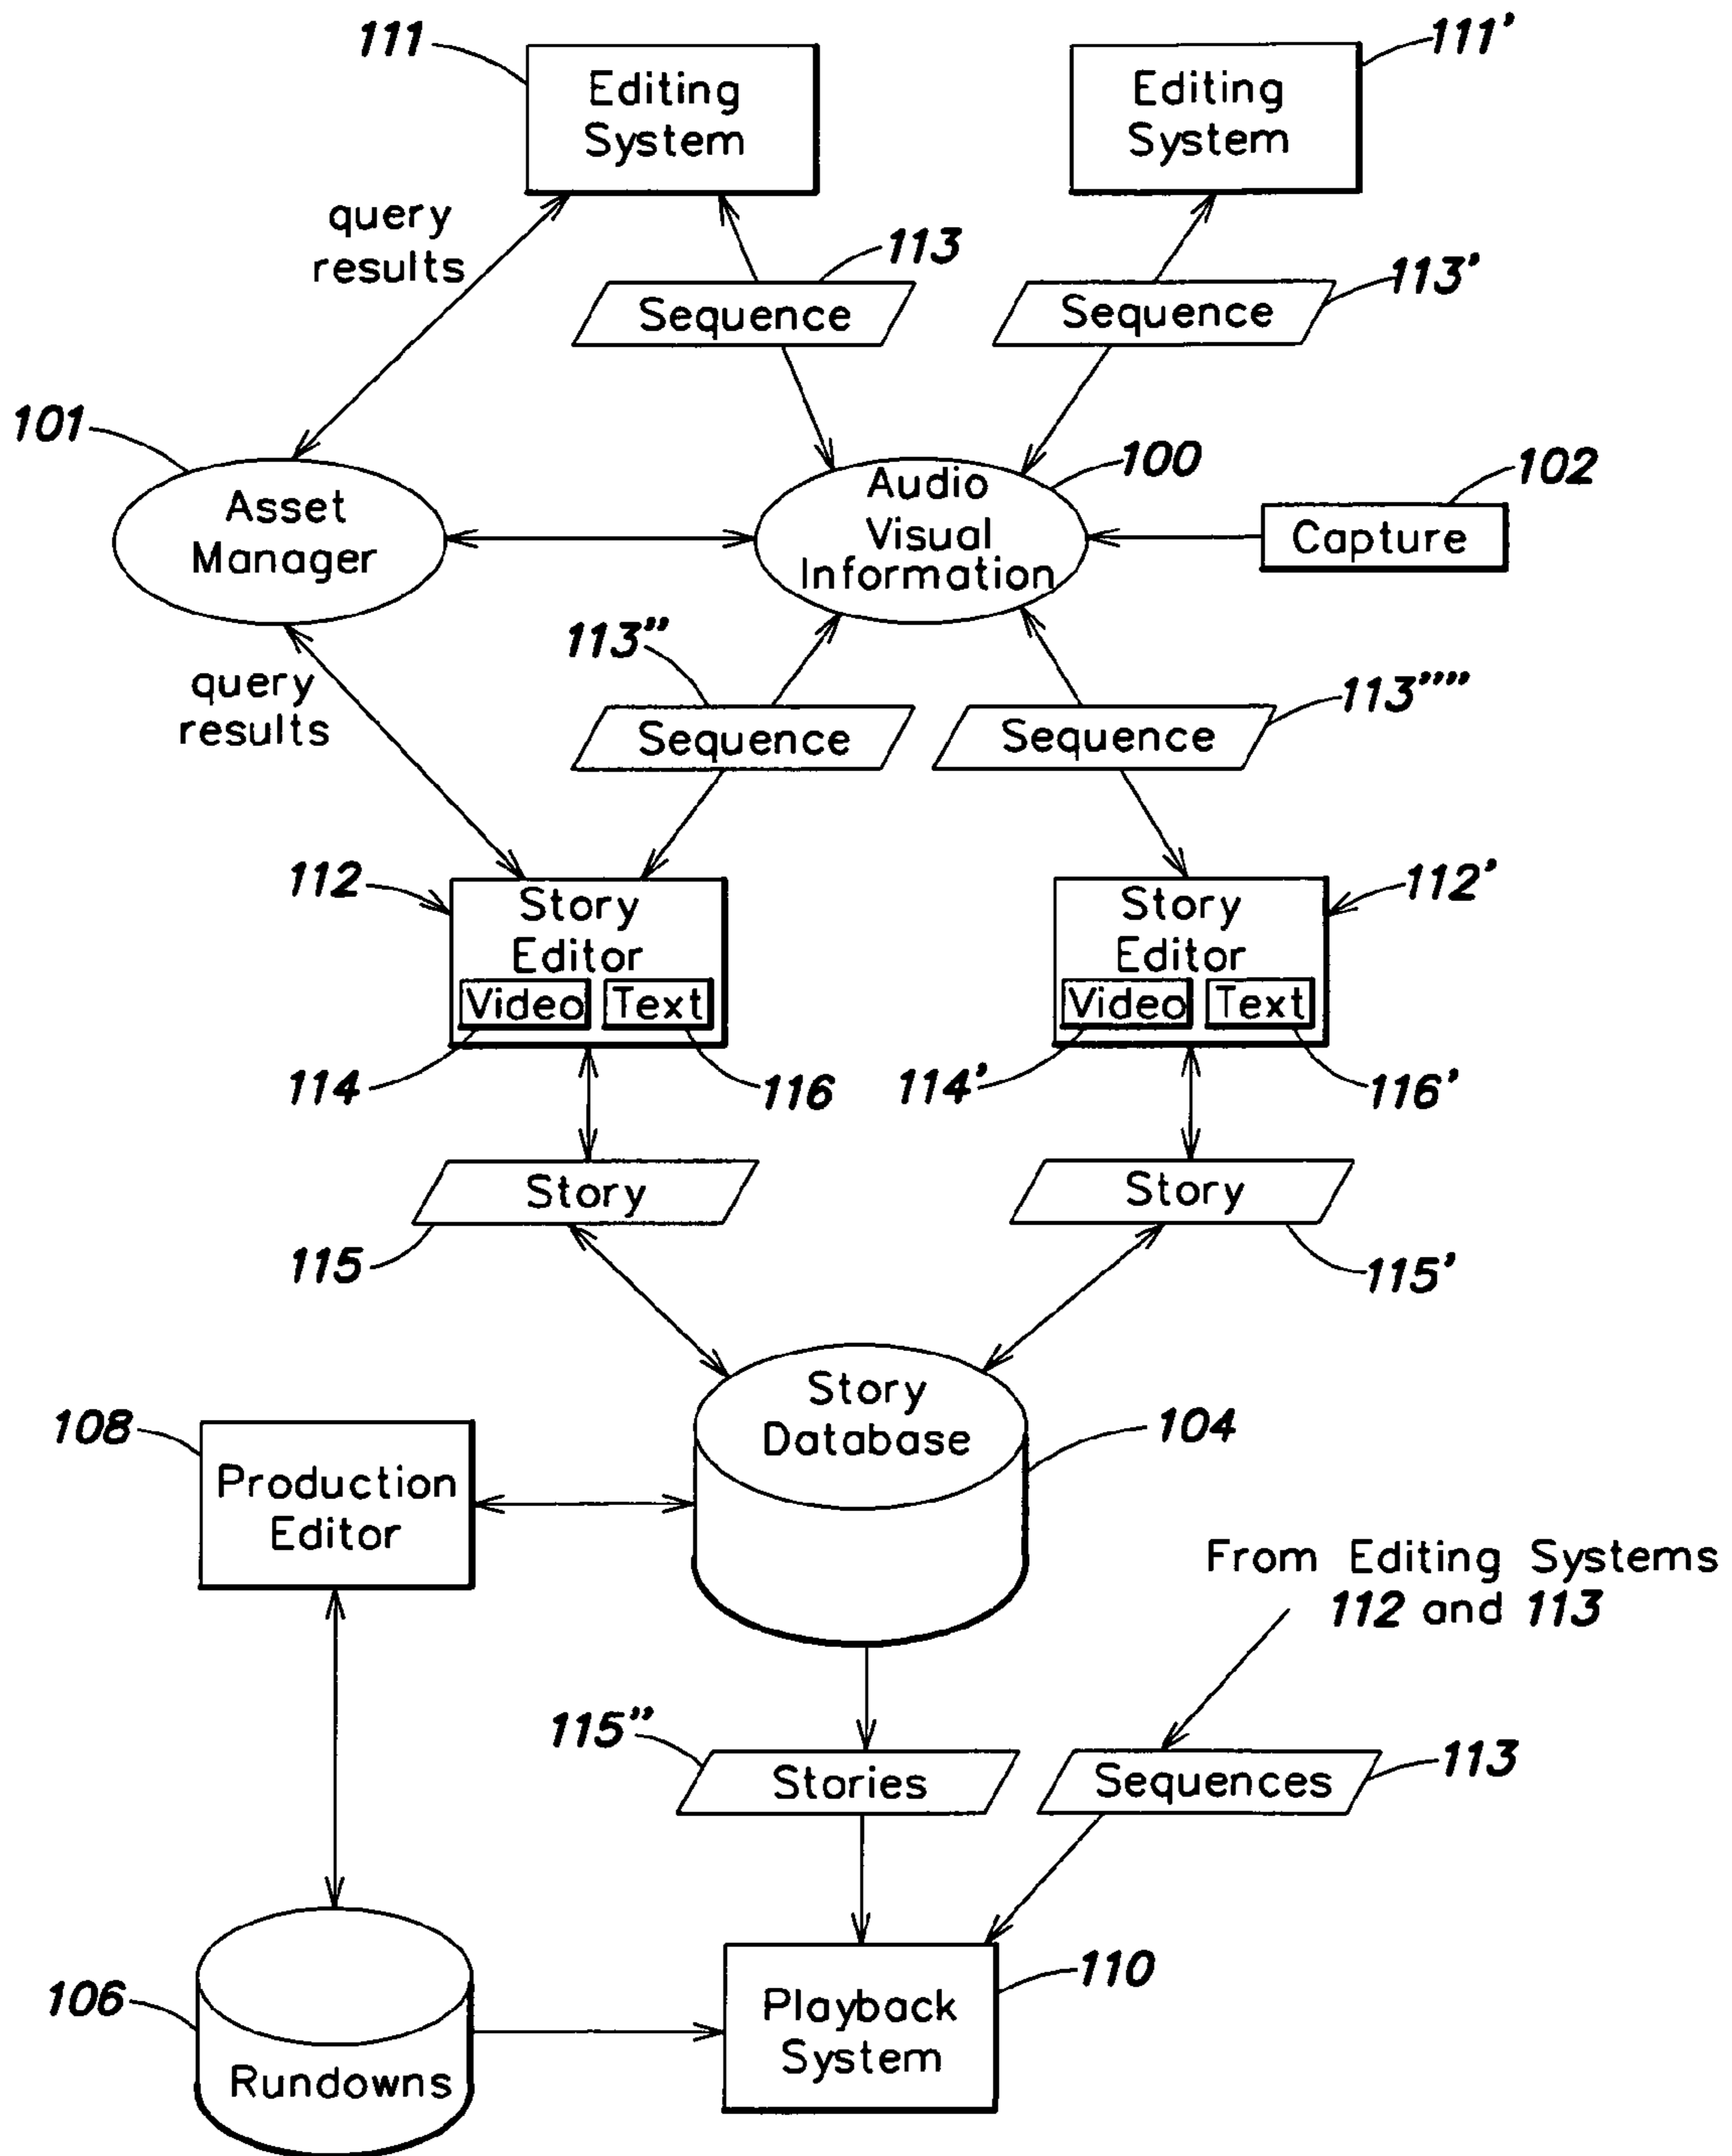 111
Editing
System
111'
Editing
System
query
results
113
Sequence
113'
Sequence
101
Asset
Manager
100
Audio
Visual
Information
102
Capture
query
results
113"
Sequence
113""
Sequence
112
Story
Editor
Video
Text
114
116
112'
Story
Editor
Video
Text
114'
116'
Story
115
Story
115'
Story
Database
104
108
Production
Editor
From Editing Systems
112 and 113
115"
Stories
Sequences
113
106
Rundowns
Playback
System
110